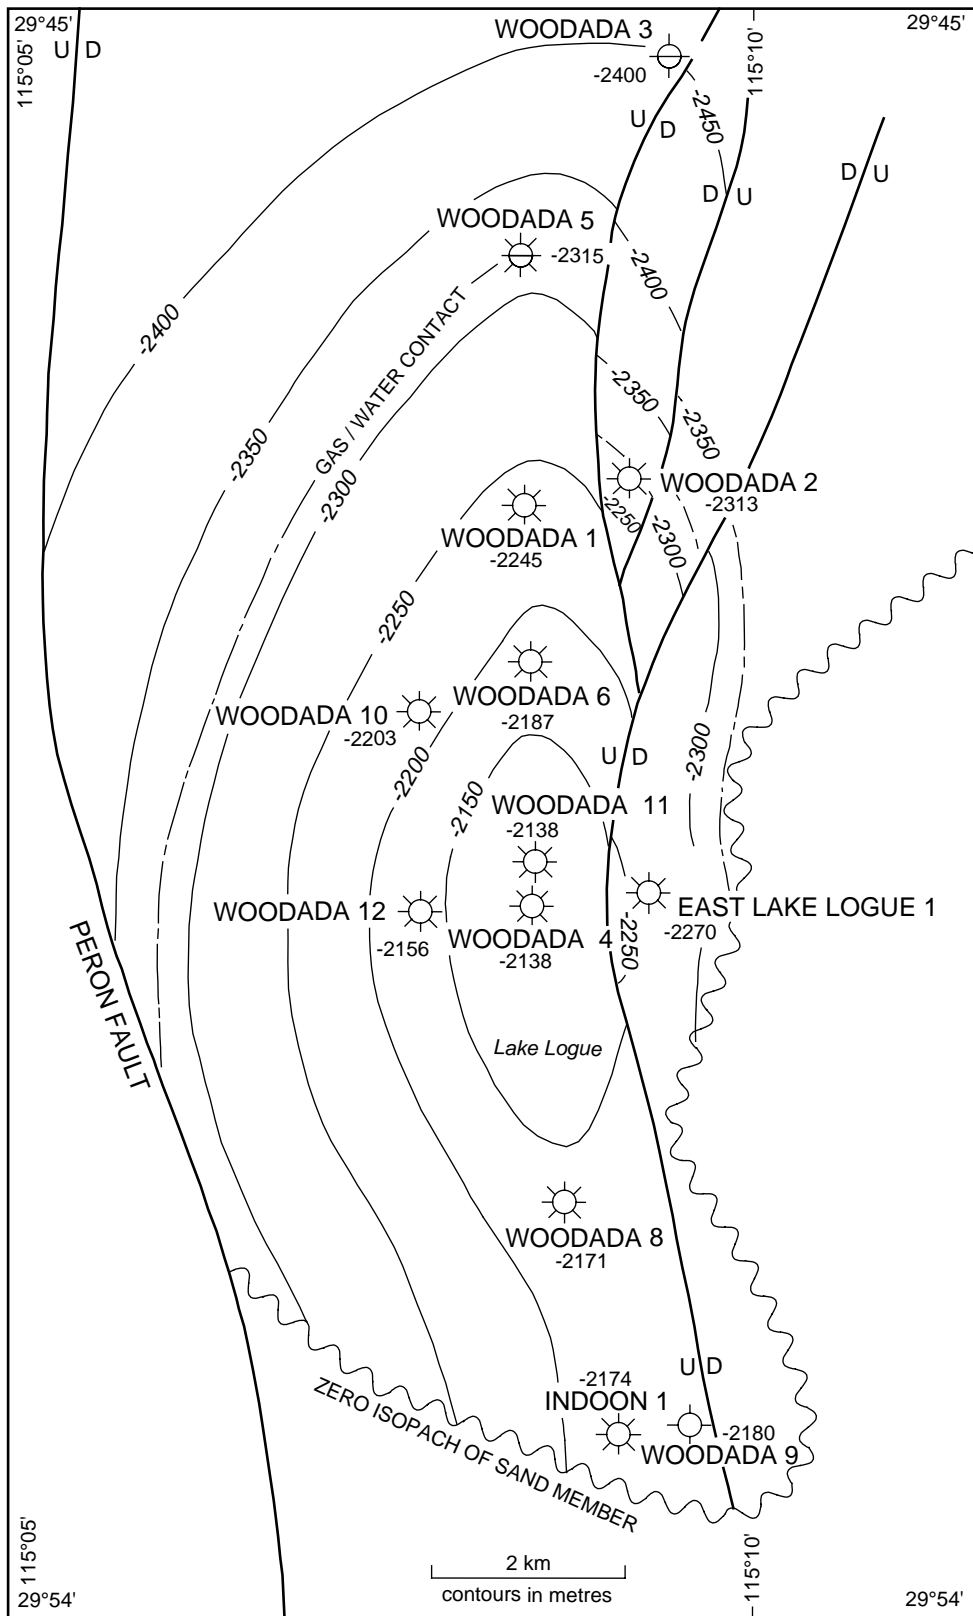 29°45'
115°05'
U D
WOODADA 3
-2400
115°10'
29°45'
-2450
U D
D U
D U
WOODADA 5
-2315
-2400
-2400
GAS / WATER CONTACT
-2350
-2300
-2350
-2350
WOODADA 2
-2313
-2250
-2300
WOODADA 1
-2245
-2250
WOODADA 6
-2187
WOODADA 10
-2203
-2200
U D
-2300
-2150
WOODADA 11
-2138
WOODADA 12
-2156
WOODADA 4
-2138
EAST LAKE LOGUE 1
-2270
-2250
PERON FAULT
Lake Logue
WOODADA 8
-2171
U D
-2174
INDOON 1
-2180
WOODADA 9
ZERO ISOPACH OF SAND MEMBER
115°05'
29°54'
2 km
contours in metres
115°10'
29°54'